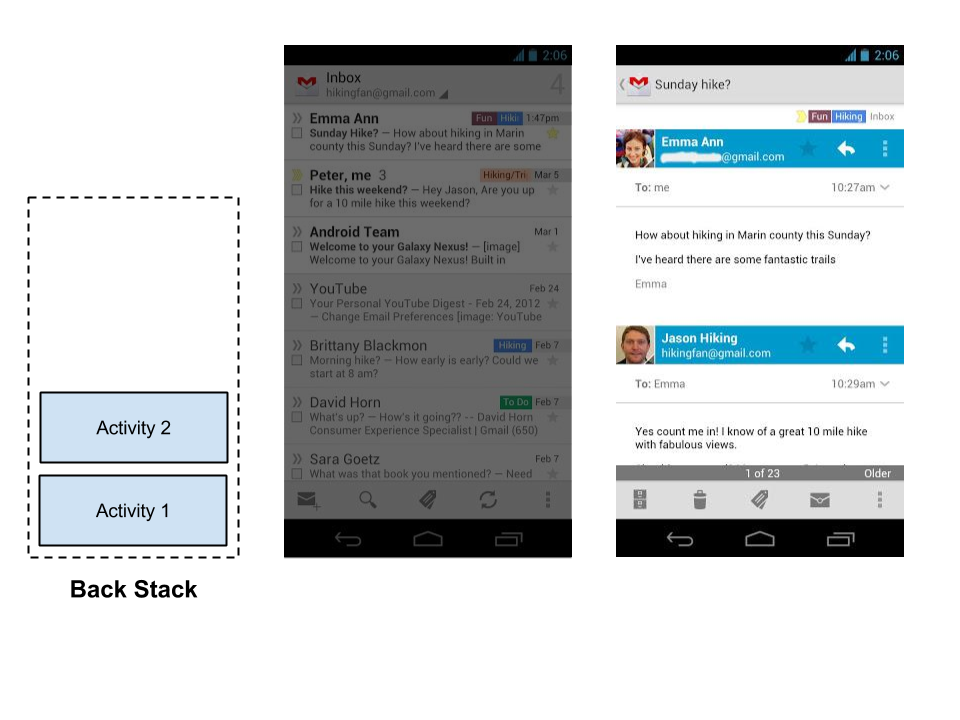 Activity 2
Activity 1
Back Stack
2:06
Inbox
4
hikingfan@gmail.com
Emma Ann
Fun Hiki 1:47pm
Sunday Hike? — How about hiking in Marin
county this Sunday? I've heard there are some
Peter, me 3
Hiking/Tri Mar 5
Hike this weekend? — Hey Jason, Are you up
for a 10 mile hike this weekend?
Android Team
Mar 1
Welcome to your Galaxy Nexus! — [image]
Welcome to your Galaxy Nexus! Built in
YouTube
Feb 24
Your Personal YouTube Digest - Feb 24, 2012
— Change Email Preferences [image: YouTube
Brittany Blackmon
Hiking Feb 7
Morning hike? — How early is early? Could we
start at 8 am?
David Horn
To Do Feb 7
What's up? — How's it going?? -- David Horn
Consumer Experience Specialist | Gmail (650)
Sara Goetz
Feb 7
What was that book you mentioned? — Need
2:06
Sunday hike?
Fun Hiking Inbox
Emma Ann
@gmail.com
To: me
10:27am
How about hiking in Marin county this Sunday?
I've heard there are some fantastic trails
Emma
Jason Hiking
hikingfan@gmail.com
To: Emma
10:29am
Yes count me in! I know of a great 10 mile hike
with fabulous views.
1 of 23
Older